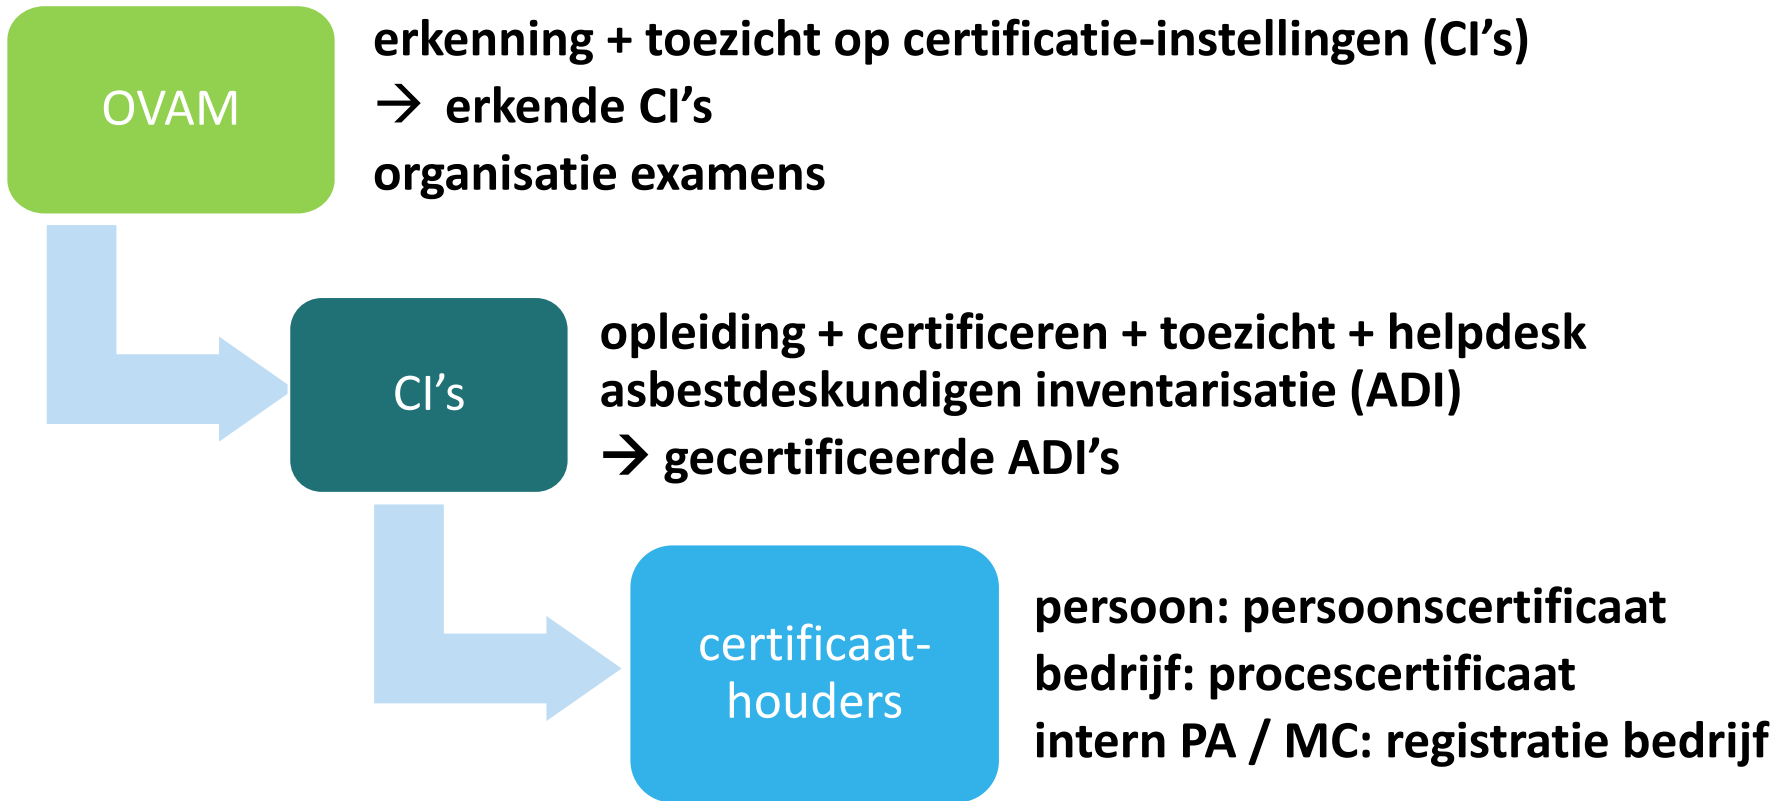 OVAM
erkenning + toezicht op certificatie-instellingen (CI’s)
→ erkende CI’s
organisatie examens
CI’s
opleiding + certificeren + toezicht + helpdesk
asbestdeskundigen inventarisatie (ADI)
→ gecertificeerde ADI’s
certificaat-
houders
persoon: persoonscertificaat
bedrijf: procescertificaat
intern PA / MC: registratie bedrijf